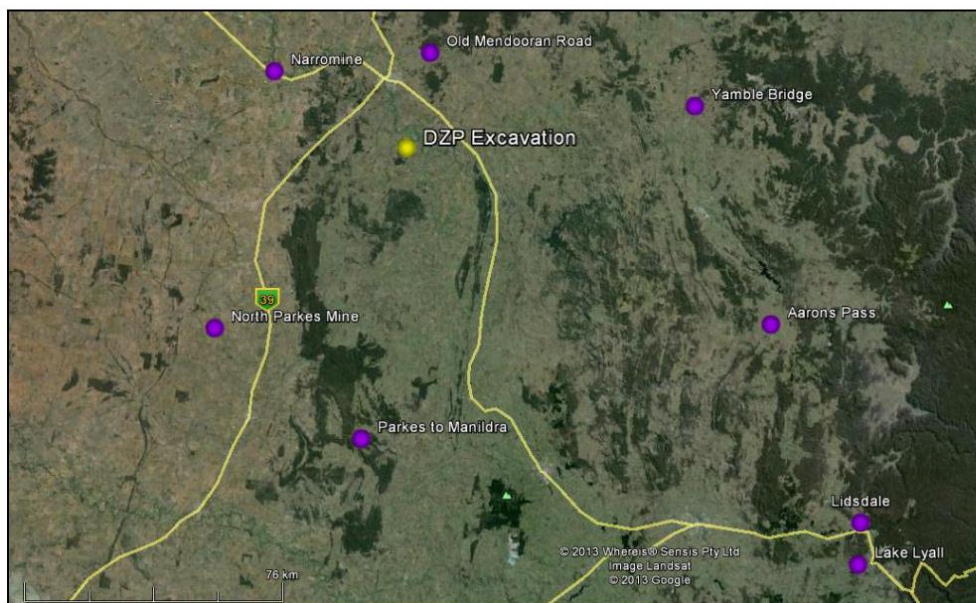 Old Mendooran Road
Narromine
Yamble Bridge
DZP Excavation
39
North Parkes Mine
Aarons Pass
Parkes to Manildra
Lidsdale
© 2013 Whereis® Sensis Pty Ltd
Image Landsat
© 2013 Google
Lake Lyall
76 km